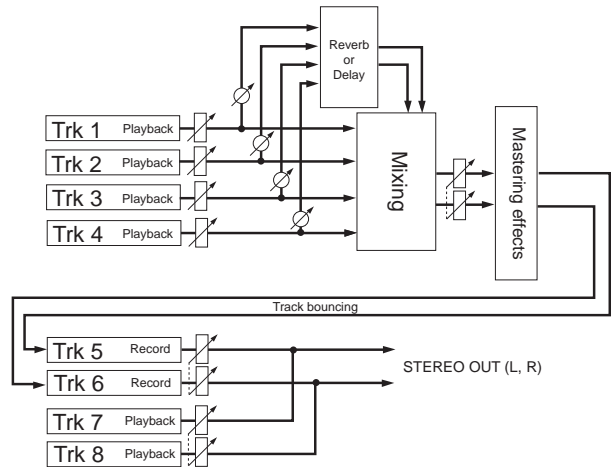 Reverb
or
Delay
Trk 1 Playback
Trk 2 Playback
Trk 3 Playback
Trk 4 Playback
Mixing
Mastering effects
Track bouncing
Trk 5 Record
Trk 6 Record
STEREO OUT (L, R)
Trk 7 Playback
Trk 8 Playback